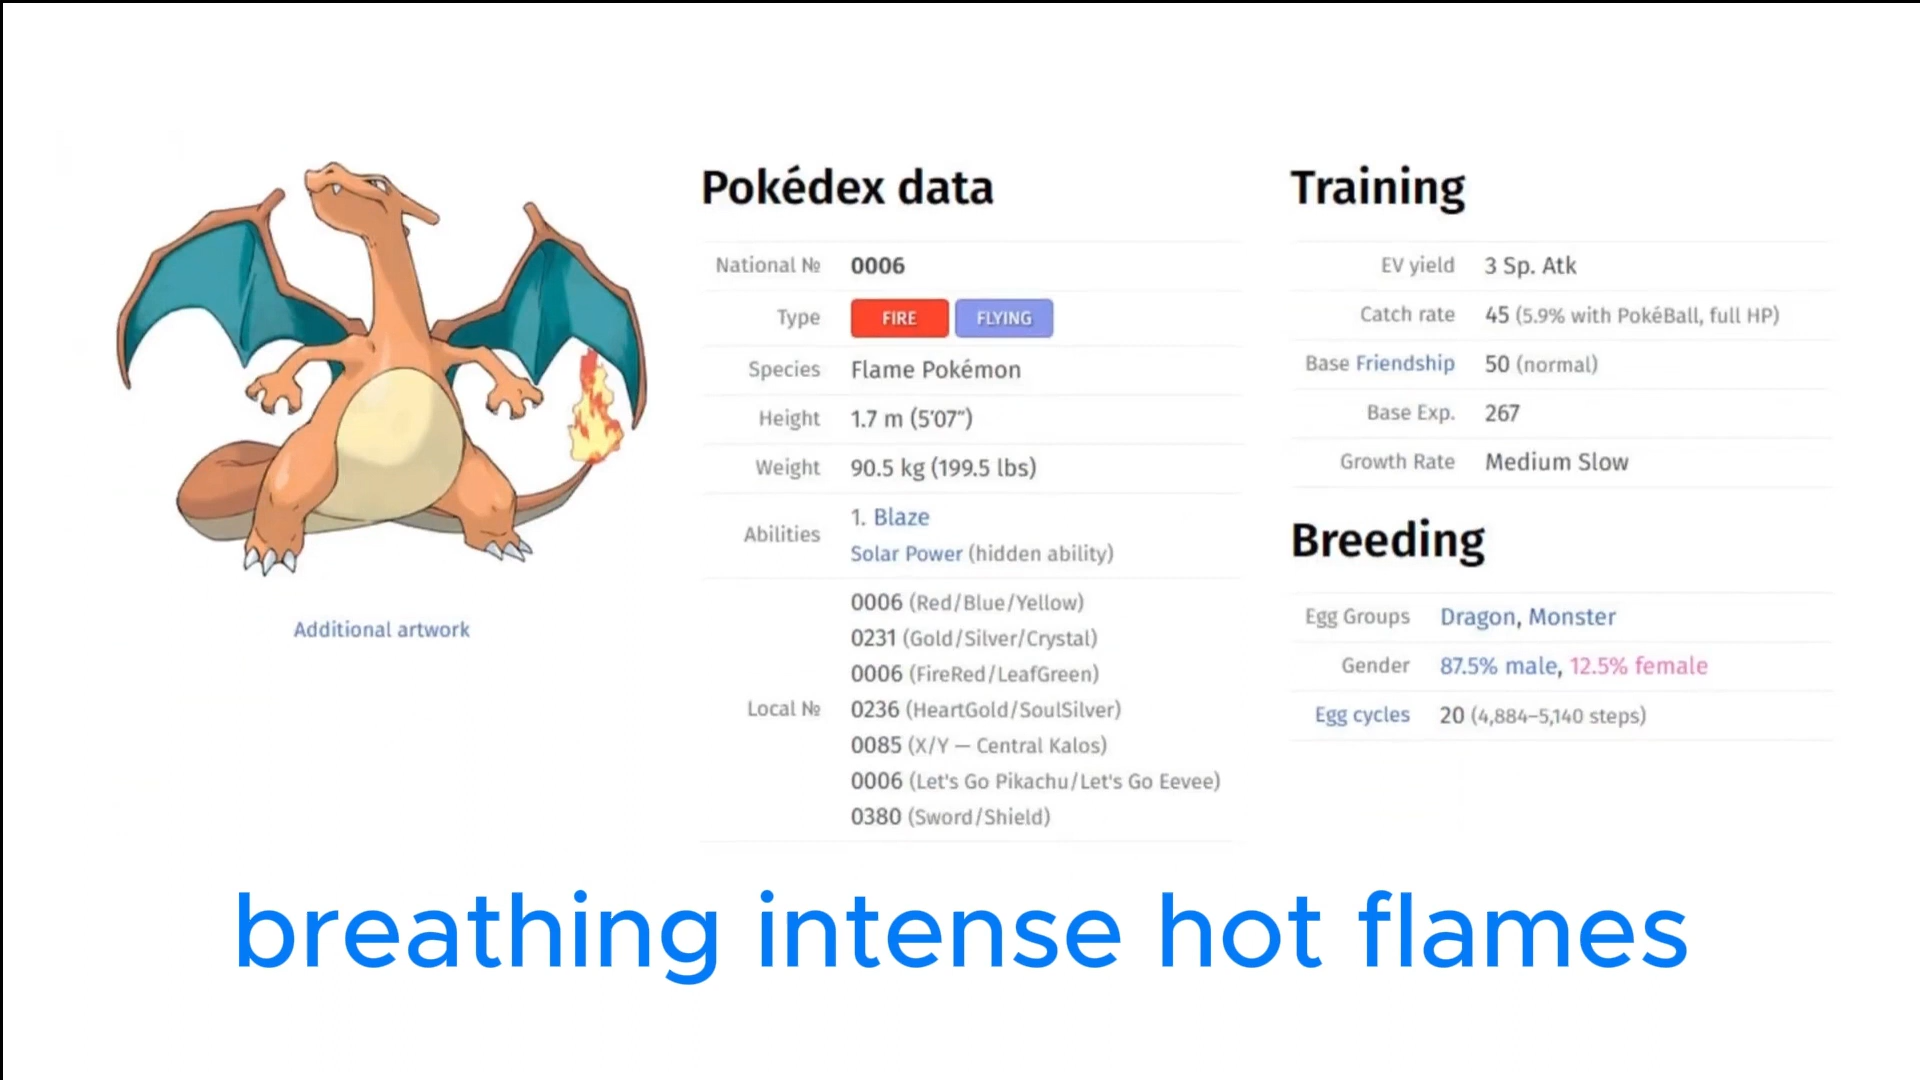 Additional artwork
Pokédex data
National № 0006
Type FIRE FLYING
Species Flame Pokémon
Height 1.7 m (5′07″)
Weight 90.5 kg (199.5 lbs)
Abilities 1. Blaze
Solar Power (hidden ability)
Local № 0006 (Red/Blue/Yellow)
0231 (Gold/Silver/Crystal)
0006 (FireRed/LeafGreen)
0236 (HeartGold/SoulSilver)
0085 (X/Y — Central Kalos)
0006 (Let's Go Pikachu/Let's Go Eevee)
0380 (Sword/Shield)
Training
EV yield 3 Sp. Atk
Catch rate 45 (5.9% with PokéBall, full HP)
Base Friendship 50 (normal)
Base Exp. 267
Growth Rate Medium Slow
Breeding
Egg Groups Dragon, Monster
Gender 87.5% male, 12.5% female
Egg cycles 20 (4,884–5,140 steps)
breathing intense hot flames